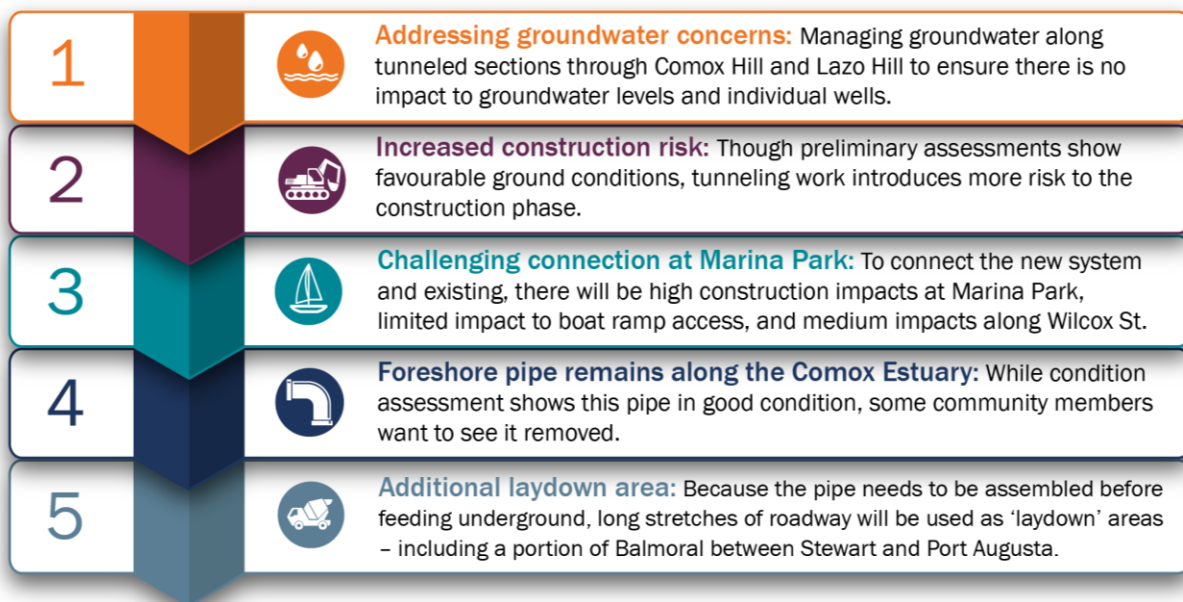 1
Addressing groundwater concerns: Managing groundwater along
tunneled sections through Comox Hill and Lazo Hill to ensure there is no
impact to groundwater levels and individual wells.
2
Increased construction risk: Though preliminary assessments show
favourable ground conditions, tunneling work introduces more risk to the
construction phase.
3
Challenging connection at Marina Park: To connect the new system
and existing, there will be high construction impacts at Marina Park,
limited impact to boat ramp access, and medium impacts along Wilcox St.
4
Foreshore pipe remains along the Comox Estuary: While condition
assessment shows this pipe in good condition, some community members
want to see it removed.
5
Additional laydown area: Because the pipe needs to be assembled before
feeding underground, long stretches of roadway will be used as ‘laydown’ areas
– including a portion of Balmoral between Stewart and Port Augusta.